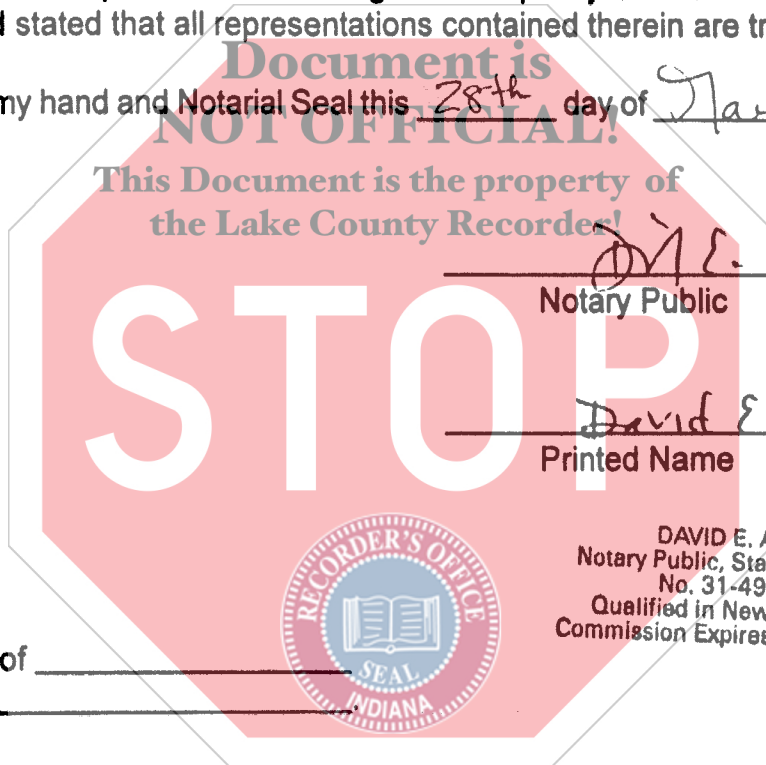 d stated that all representations contained therein are tr
Document is
my hand and Notarial Seal this 28th day of Mar
NOT OFFICIAL!
This Document is the property of
the Lake County Recorder!
Notary Public
STOP
David E
Printed Name
DAVID E. A
Notary Public, Sta
No. 31-49
Qualified in New
Commission Expires
RECORDER'S OFFICE
SEAL
INDIANA
of